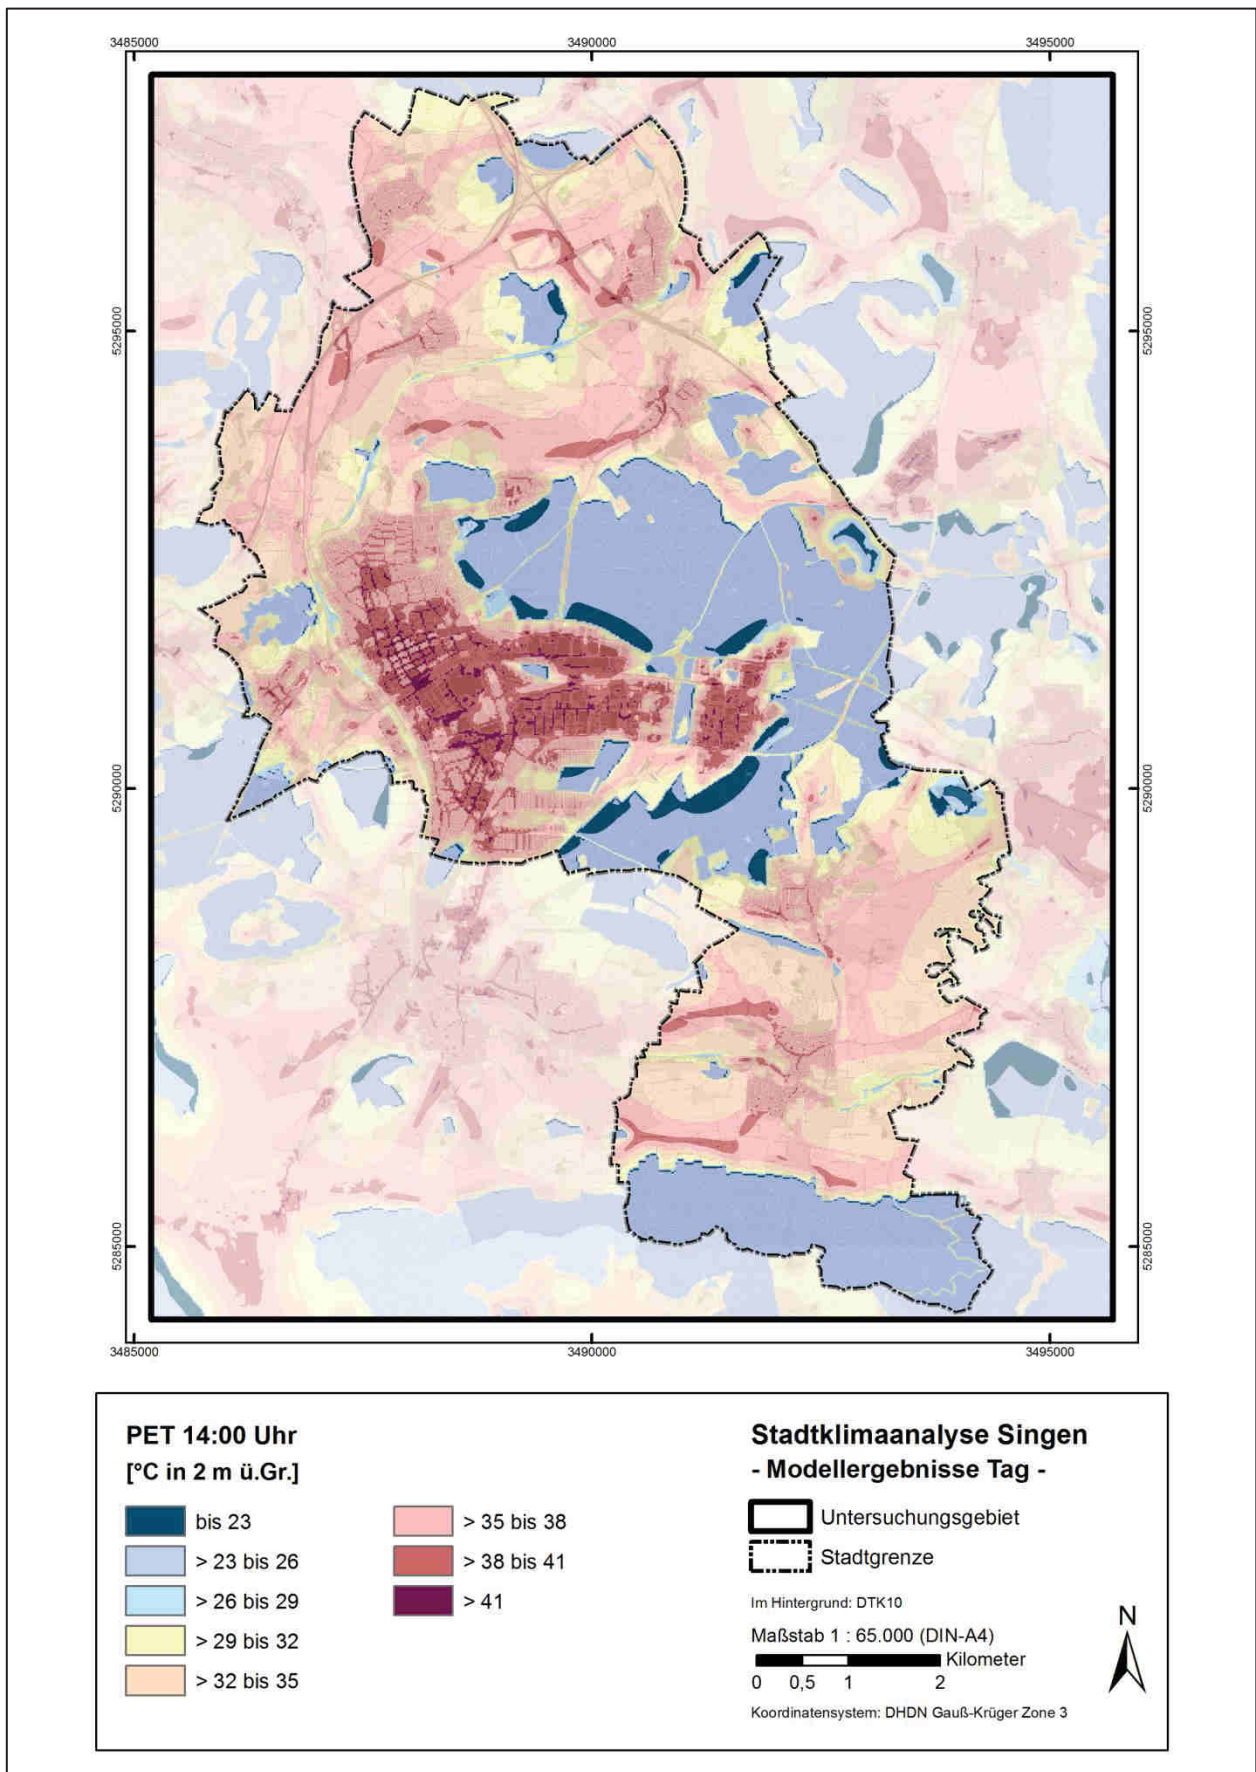 3485000
3490000
3495000
5295000
5295000
5290000
5290000
5285000
5285000
3485000
3490000
3495000
PET 14:00 Uhr
[°C in 2 m ü.Gr.]
bis 23
> 23 bis 26
> 26 bis 29
> 29 bis 32
> 32 bis 35
> 35 bis 38
> 38 bis 41
> 41
Stadtklimaanalyse Singen
- Modellergebnisse Tag -
Untersuchungsgebiet
Stadtgrenze
Im Hintergrund: DTK10
Maßstab 1 : 65.000 (DIN-A4)
Kilometer
0 0,5 1 2
Koordinatensystem: DHDN Gauß-Krüger Zone 3
N